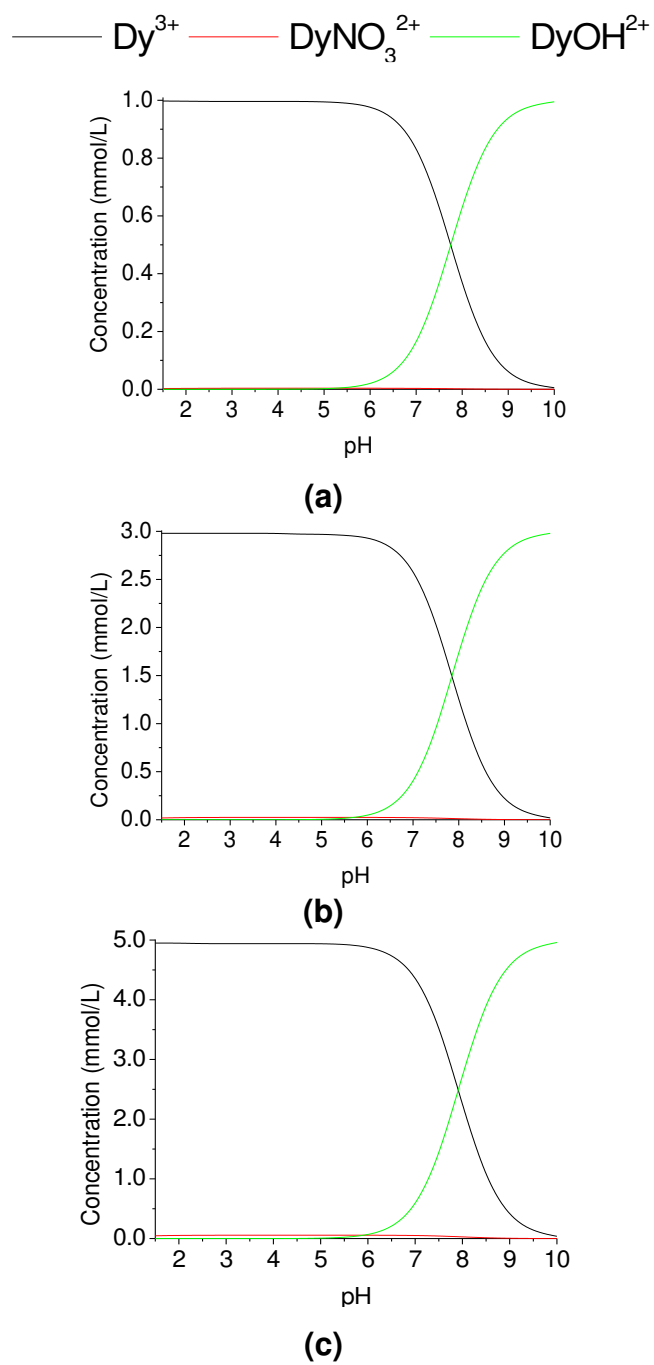 Dy³⁺ DyNO₃²⁺ DyOH²⁺
1.0
0.8
0.6
0.4
0.2
0.0
Concentration (mmol/L)
2 3 4 5 6 7 8 9 10
pH
(a)
3.0
2.5
2.0
1.5
1.0
0.5
0.0
Concentration (mmol/L)
2 3 4 5 6 7 8 9 10
pH
(b)
5.0
4.0
3.0
2.0
1.0
0.0
Concentration (mmol/L)
2 3 4 5 6 7 8 9 10
pH
(c)